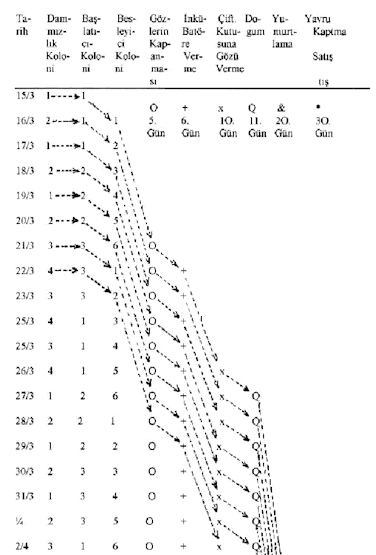 Ta- Dam- Baş- Bes- Göz- İnkü- Çift. Do- Yu- Yavru
rih mız- latı- leyi- lerin Batö- Kutu- ğum murt- Kapama
lık cı- ci Kap- re suna lama
Kolo- Kolo- Kolo- an- Ver- Gözü Satış
ni ni ni ma- me Verme
sı tış
15/3 1 1 O + x Q & *
16/3 2 1 1 5. 6. 1O. 11. 2O. 3O.
17/3 1 1 2 Gün Gün Gün Gün Gün Gün
18/3 2 2 3
19/3 1 2 4
20/3 2 2 5
21/3 3 3 6 O
22/3 4 3 1 O +
23/3 3 3 2 O +
25/3 4 1 3 O +
25/3 3 1 4 O +
26/3 4 1 5 O + x
27/3 1 2 6 O + x Q
28/3 2 2 1 O + x Q
29/3 1 2 2 O + x Q
30/3 2 3 3 O + x Q
31/3 1 3 4 O + x Q
¼ 2 3 5 O + x Q
2/4 3 1 6 O + x Q